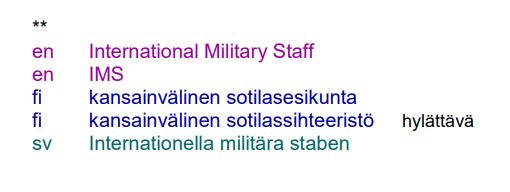 **
en International Military Staff
en IMS
fi kansainvälinen sotilasesikunta
fi kansainvälinen sotilassihteeristö hylättävä
sv Internationella militära staben